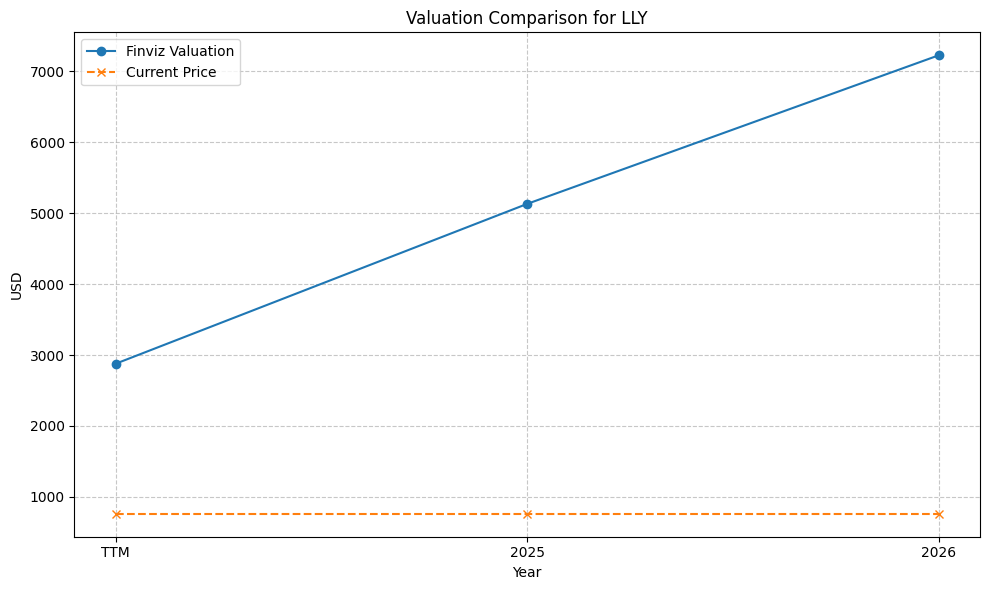 Valuation Comparison for LLY
Finviz Valuation
Current Price
7000
6000
5000
4000
3000
2000
1000
USD
TTM
2025
2026
Year